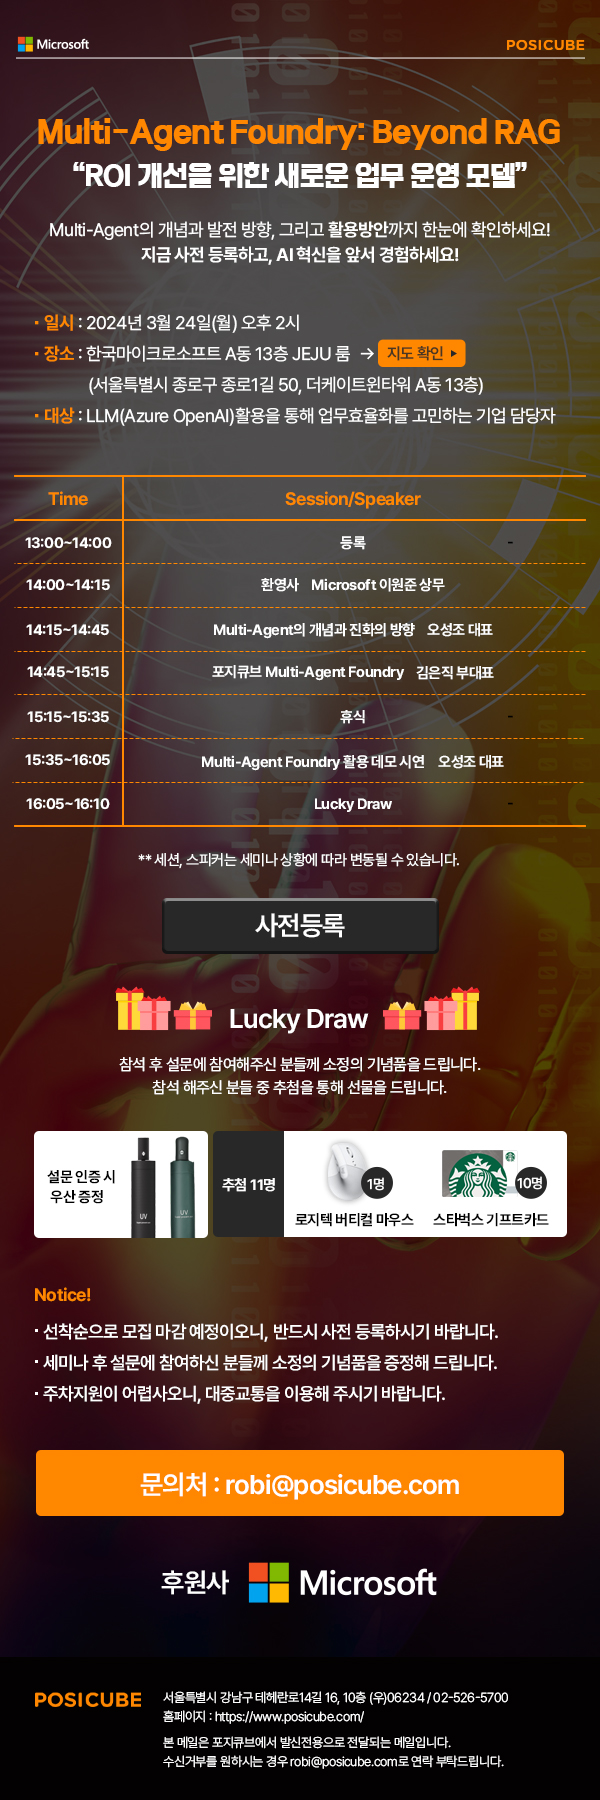 Microsoft
POSICUBE
Multi-Agent Foundry: Beyond RAG
“ROI 개선을 위한 새로운 업무 운영 모델”
Multi-Agent의 개념과 발전 방향, 그리고 활용방안까지 한눈에 확인하세요!
지금 사전 등록하고, AI 혁신을 앞서 경험하세요!
· 일시 : 2024년 3월 24일(월) 오후 2시
· 장소 : 한국마이크로소프트 A동 13층 JEJU 룸 → 지도 확인 ▶
(서울특별시 종로구 종로1길 50, 더케이트윈타워 A동 13층)
· 대상 : LLM(Azure OpenAI)활용을 통해 업무효율화를 고민하는 기업 담당자
Time Session/Speaker
13:00~14:00 등록 -
14:00~14:15 환영사 Microsoft 이원준 상무
14:15~14:45 Multi-Agent의 개념과 진화의 방향 오성조 대표
14:45~15:15 포지큐브 Multi-Agent Foundry 김은직 부대표
15:15~15:35 휴식 -
15:35~16:05 Multi-Agent Foundry 활용 데모 시연 오성조 대표
16:05~16:10 Lucky Draw -
** 세션, 스피커는 세미나 상황에 따라 변동될 수 있습니다.
사전등록
Lucky Draw
참석 후 설문에 참여해주신 분들께 소정의 기념품을 드립니다.
참석 해주신 분들 중 추첨을 통해 선물을 드립니다.
설문 인증 시
우산 증정
UV
UV
추첨 11명
1명
로지텍 버티컬 마우스
10명
스타벅스 기프트카드
Notice!
· 선착순으로 모집 마감 예정이오니, 반드시 사전 등록하시기 바랍니다.
· 세미나 후 설문에 참여하신 분들께 소정의 기념품을 증정해 드립니다.
· 주차지원이 어렵사오니, 대중교통을 이용해 주시기 바랍니다.
문의처 : robi@posicube.com
후원사 Microsoft
POSICUBE
서울특별시 강남구 테헤란로14길 16, 10층 (우)06234 / 02-526-5700
홈페이지 : https://www.posicube.com/
본 메일은 포지큐브에서 발신전용으로 전달되는 메일입니다.
수신거부를 원하시는 경우 robi@posicube.com로 연락 부탁드립니다.